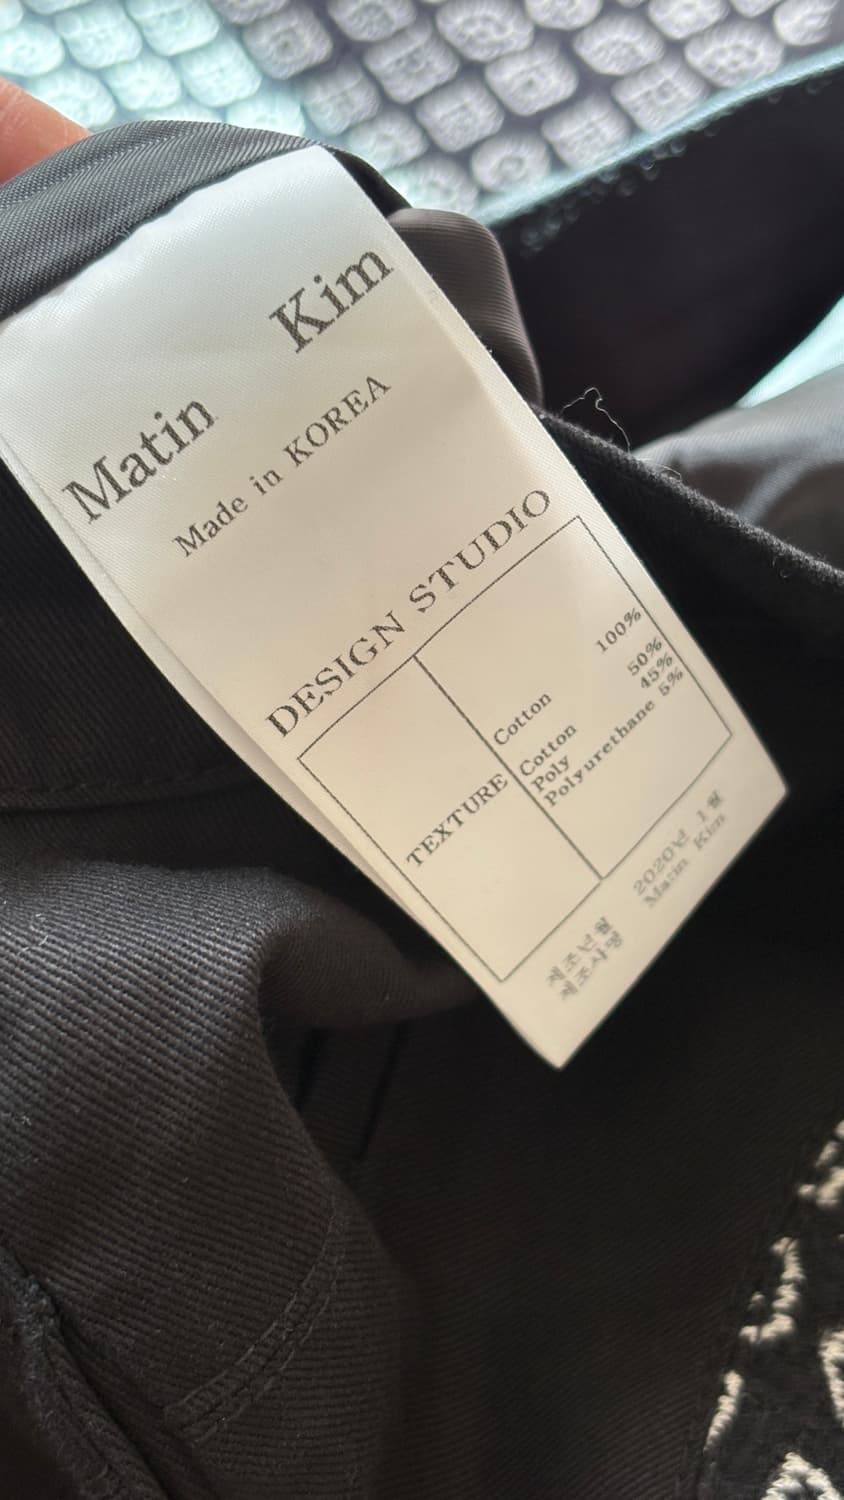 Matin Kim
Made in KOREA
DESIGN STUDIO
TEXTURE
Cotton 100%
Cotton 50%
Poly 45%
Polyurethane 5%
제조년월 2020년 1월
제조사명 Matin Kim